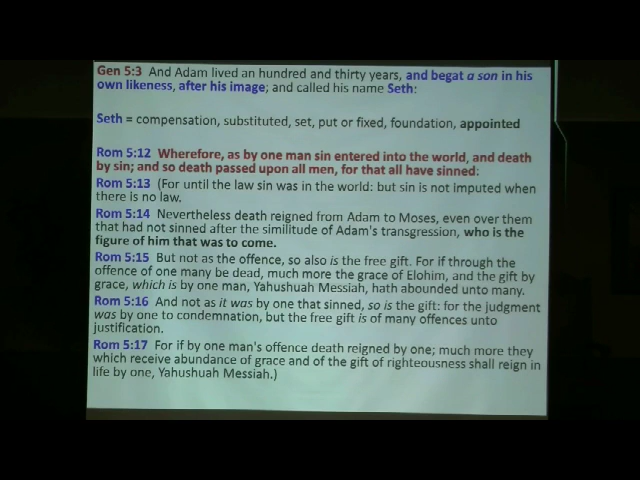 Gen 5:3 And Adam lived an hundred and thirty years, and begat a son in his
own likeness, after his image; and called his name Seth:
Seth = compensation, substituted, set, put or fixed, foundation, appointed
Rom 5:12 Wherefore, as by one man sin entered into the world, and death
by sin; and so death passed upon all men, for that all have sinned:
Rom 5:13 (For until the law sin was in the world: but sin is not imputed when
there is no law.
Rom 5:14 Nevertheless death reigned from Adam to Moses, even over them
that had not sinned after the similitude of Adam's transgression, who is the
figure of him that was to come.
Rom 5:15 But not as the offence, so also is the free gift. For if through the
offence of one many be dead, much more the grace of Elohim, and the gift by
grace, which is by one man, Yahushuah Messiah, hath abounded unto many.
Rom 5:16 And not as it was by one that sinned, so is the gift: for the judgment
was by one to condemnation, but the free gift is of many offences unto
justification.
Rom 5:17 For if by one man's offence death reigned by one; much more they
which receive abundance of grace and of the gift of righteousness shall reign in
life by one, Yahushuah Messiah.)